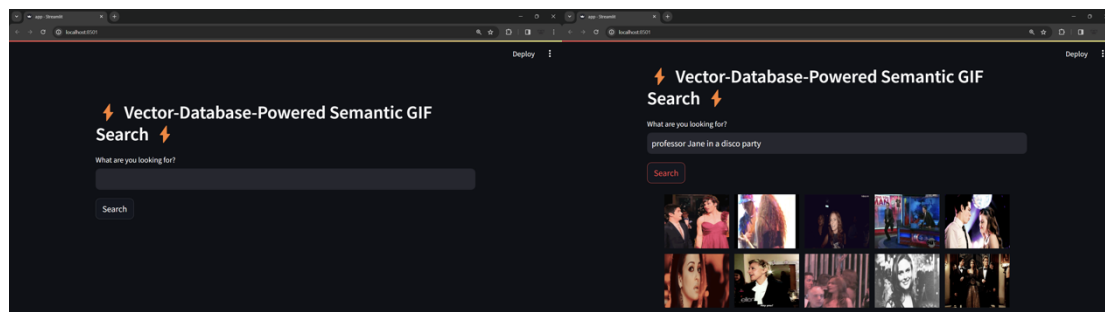 app · Streamlit
localhost:8501
Deploy
⚡ Vector-Database-Powered Semantic GIF
Search ⚡
What are you looking for?
Search
app · Streamlit
localhost:8501
Deploy
⚡ Vector-Database-Powered Semantic GIF
Search ⚡
What are you looking for?
professor Jane in a disco party
Search